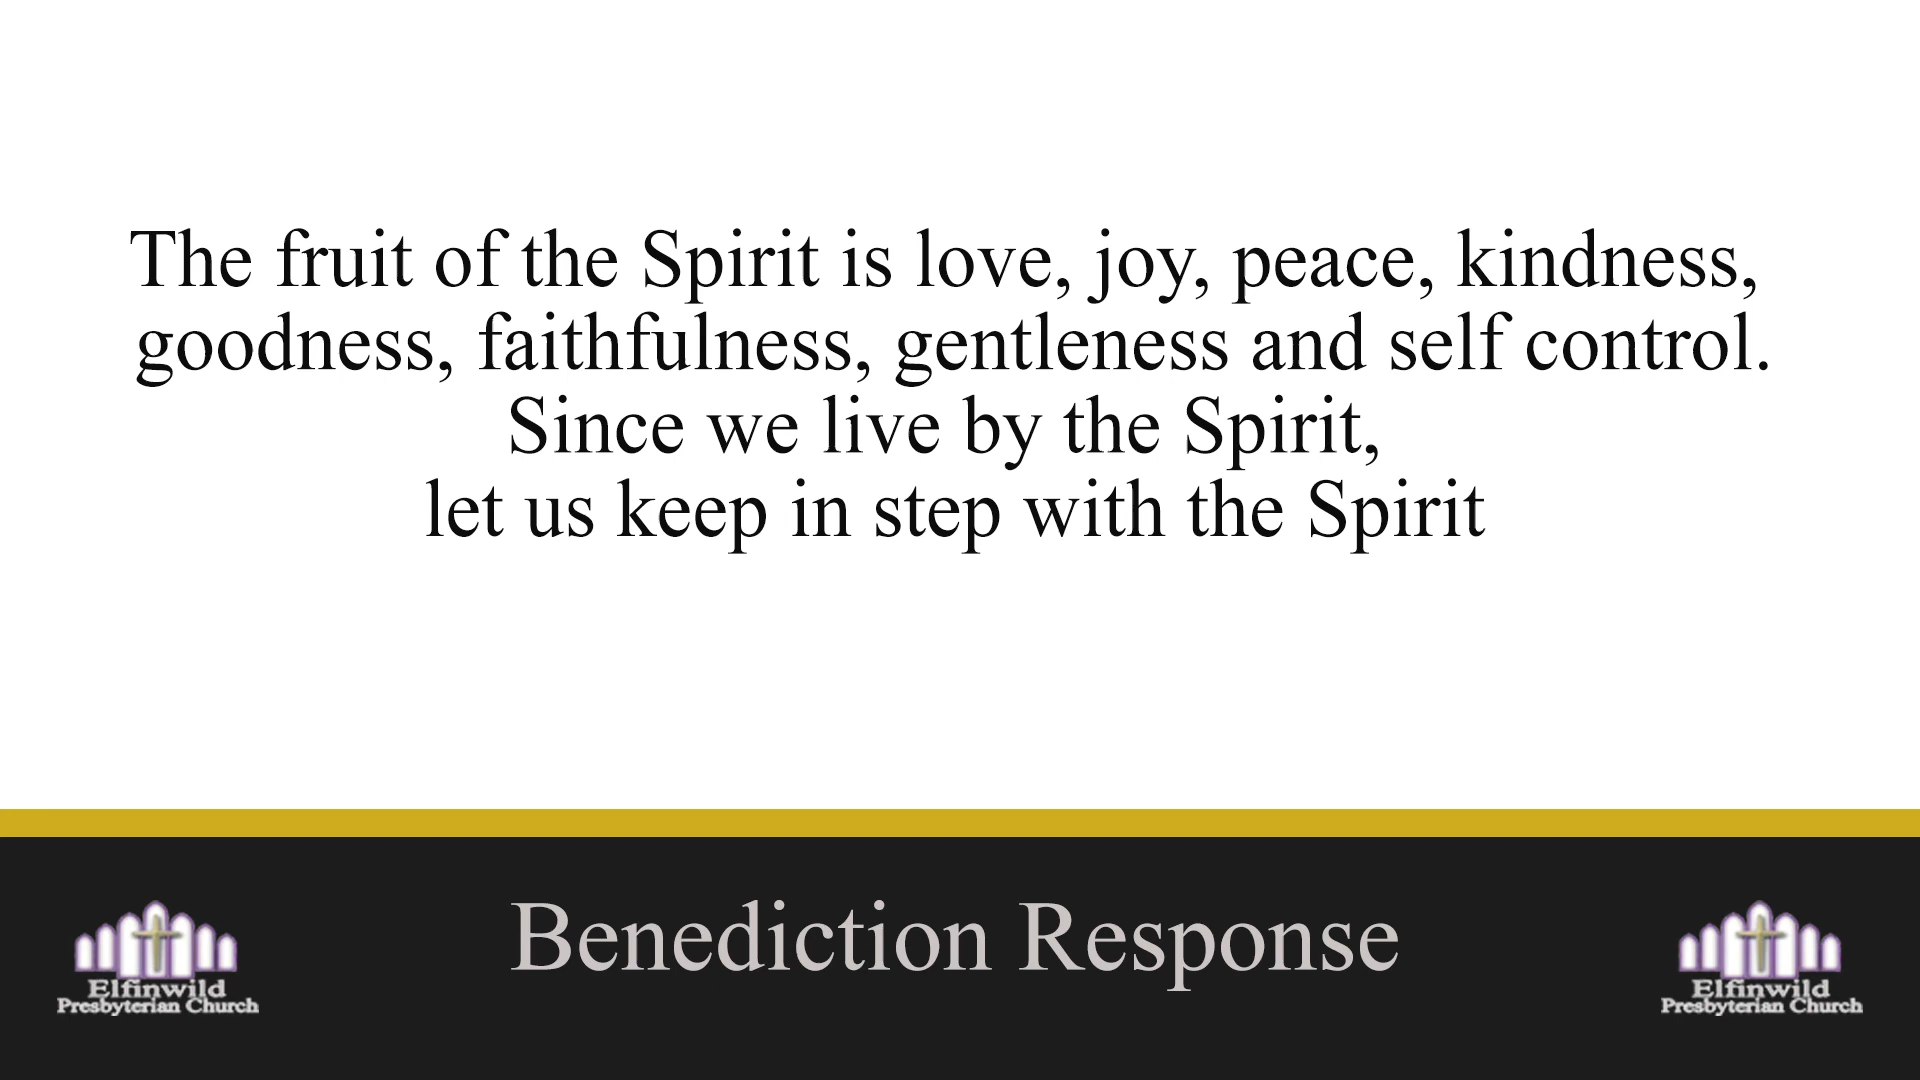 The fruit of the Spirit is love, joy, peace, kindness,
goodness, faithfulness, gentleness and self control.
Since we live by the Spirit,
let us keep in step with the Spirit
Benediction Response
Elfinwild
Presbyterian Church
Elfinwild
Presbyterian Church